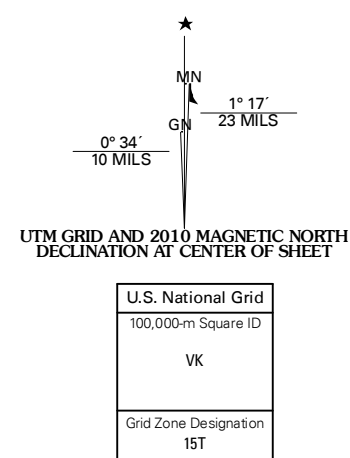 ★
MN
1° 17´
23 MILS
GN
0° 34´
10 MILS
UTM GRID AND 2010 MAGNETIC NORTH
DECLINATION AT CENTER OF SHEET
U.S. National Grid
100,000-m Square ID
VK
Grid Zone Designation
15T